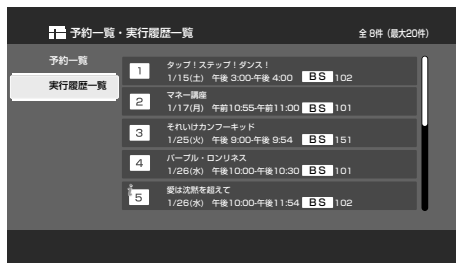 予約一覧・実行履歴一覧
全 8件 (最大20件)
予約一覧
実行履歴一覧
1
タップ！ステップ！ダンス！
1/15(土) 午後 3:00-午後 4:00 BS 102
2
マネー講座
1/17(月) 午前10:55-午前11:00 BS 101
3
それいけカンフーキッド
1/25(火) 午後 9:00-午後 9:54 BS 151
4
パープル・ロンリネス
1/26(水) 午後10:00-午後10:30 BS 101
5
愛は沈黙を超えて
1/26(水) 午後10:00-午後11:54 BS 102